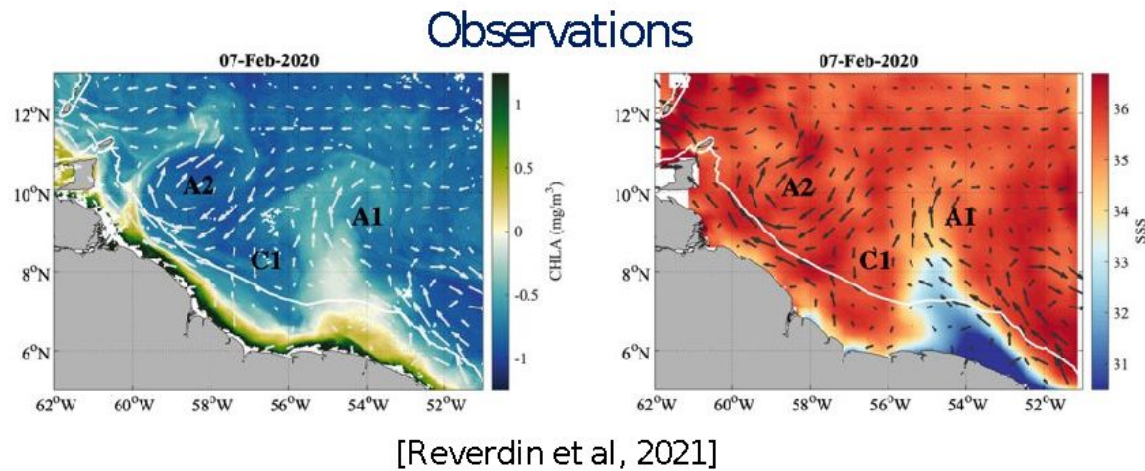 Observations
07-Feb-2020
07-Feb-2020
12°N
10°N
8°N
6°N
62°W 60°W 58°W 56°W 54°W 52°W
A2
A1
C1
1
0.5
0
-0.5
-1
CHLA (mg/m³)
12°N
10°N
8°N
6°N
62°W 60°W 58°W 56°W 54°W 52°W
A2
A1
C1
36
35
34
33
32
31
SSS
[Reverdin et al, 2021]